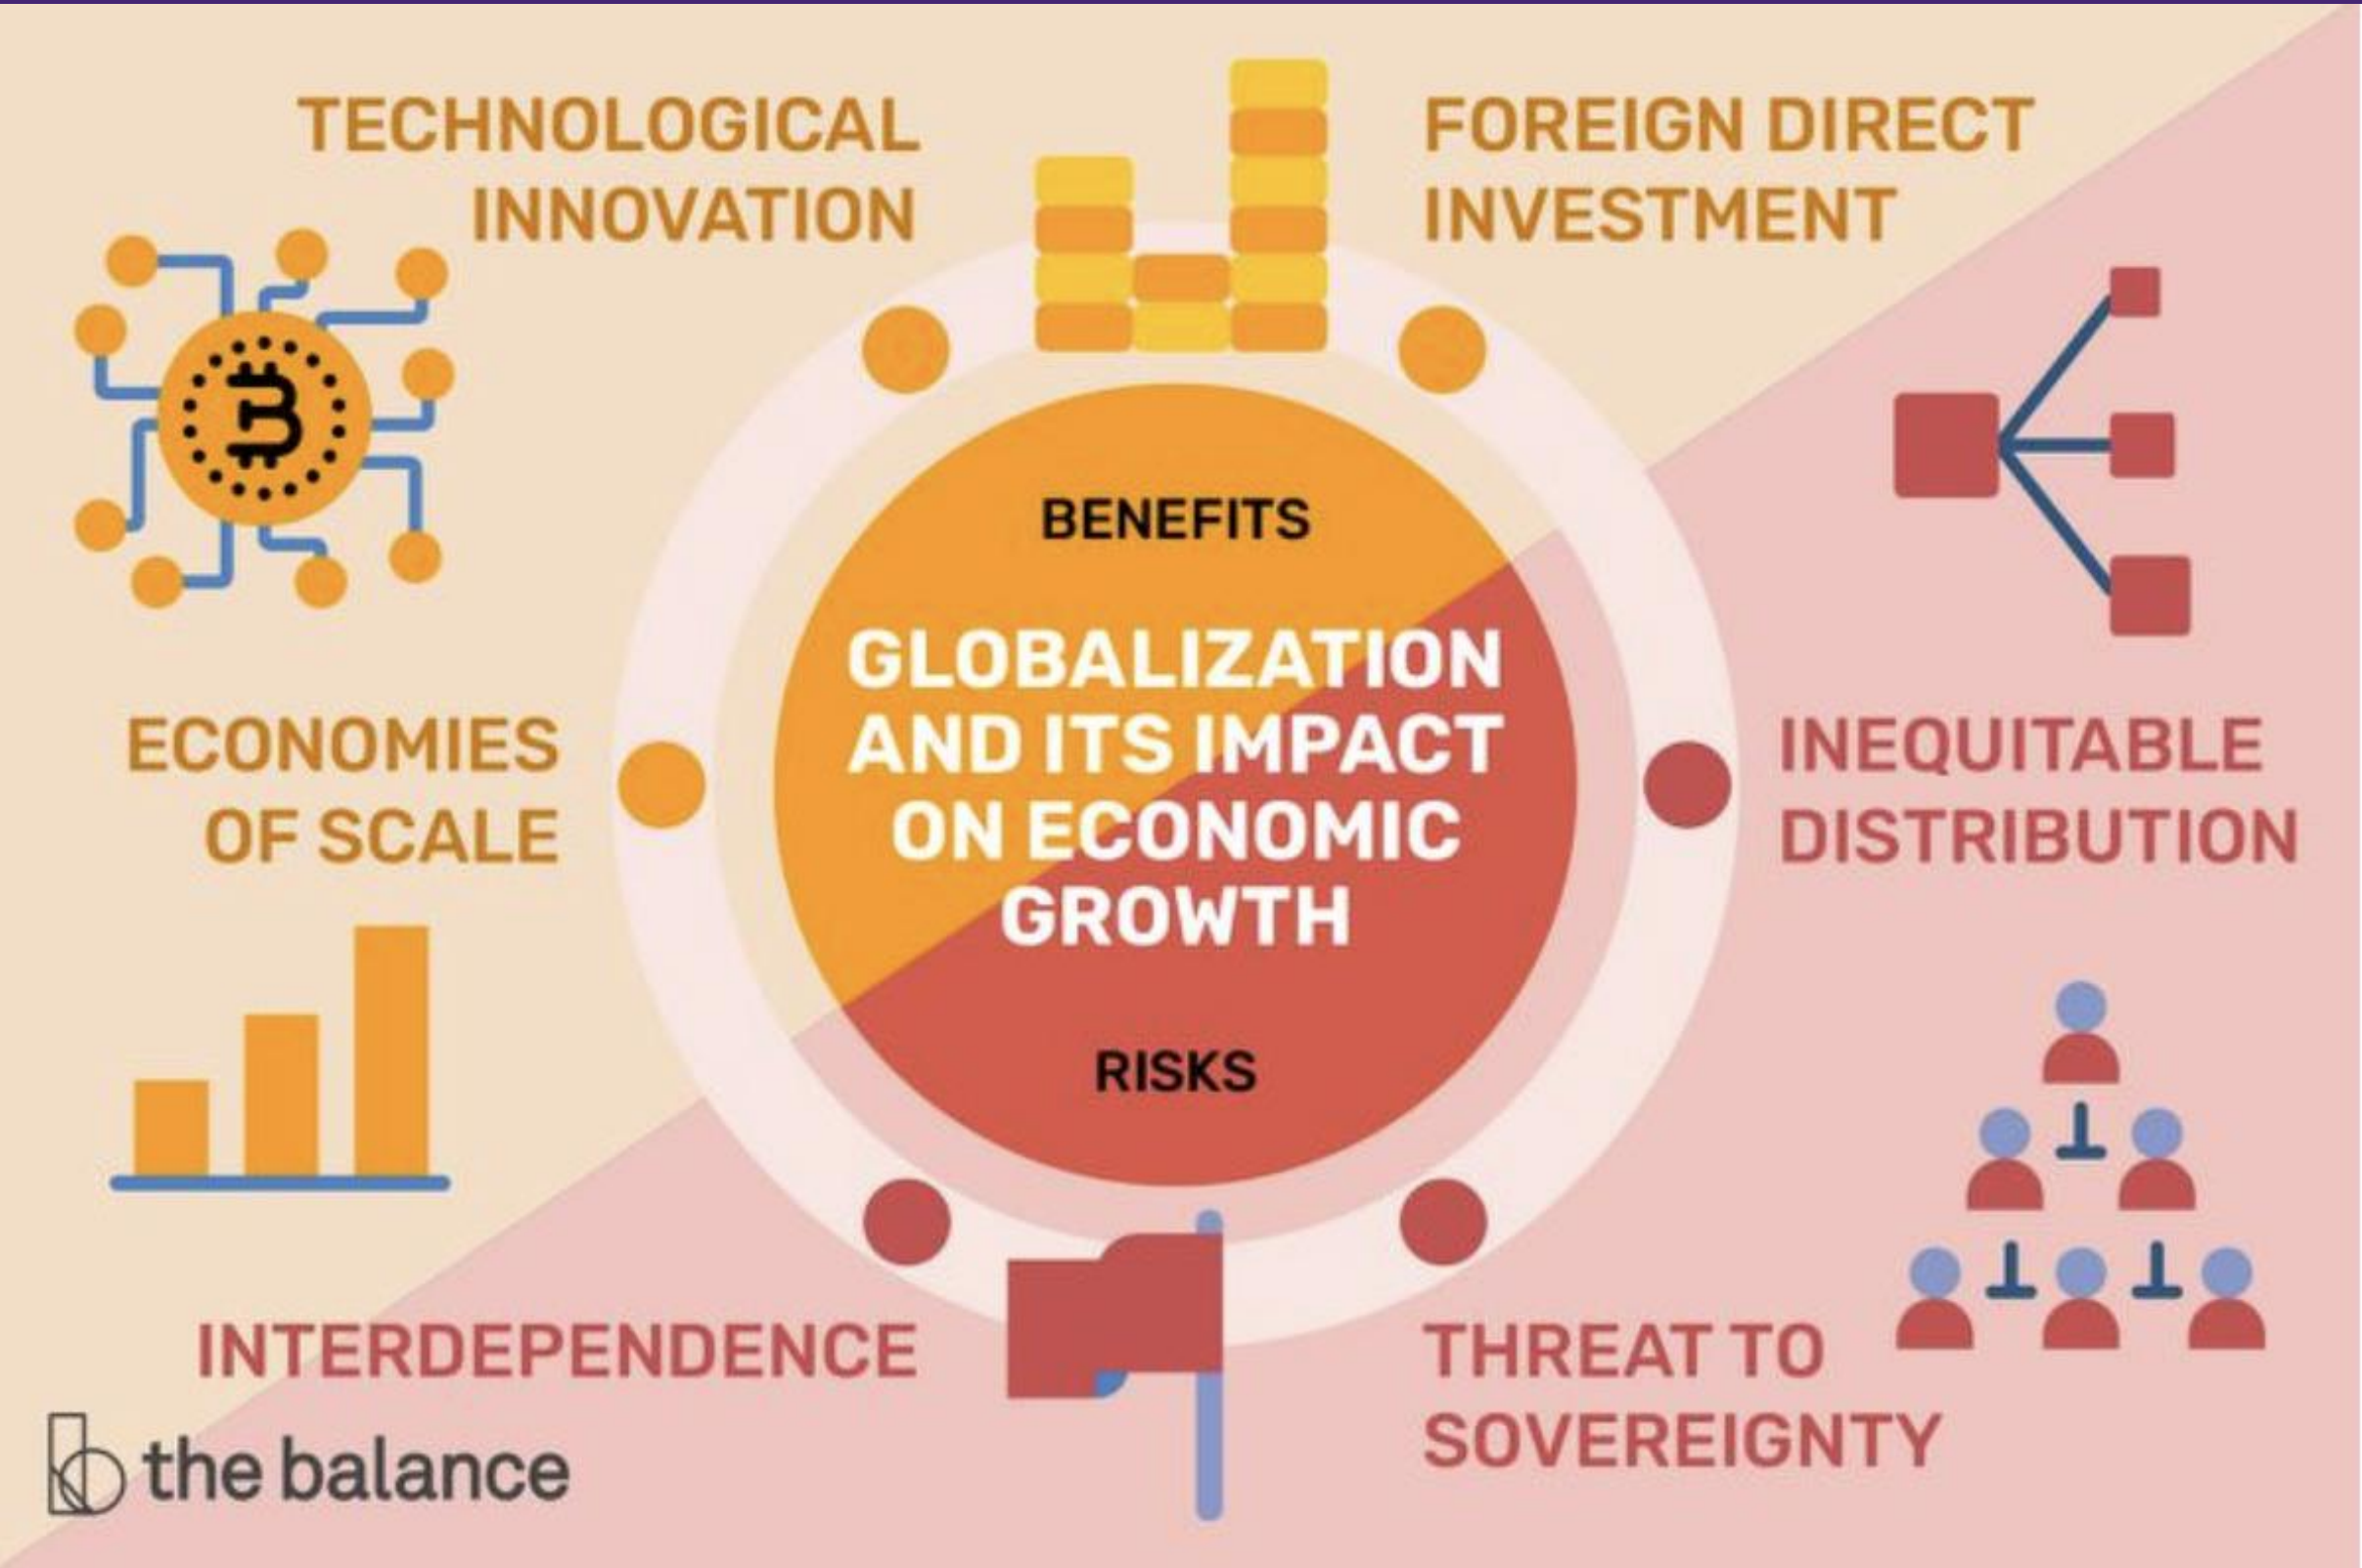 TECHNOLOGICAL
INNOVATION
FOREIGN DIRECT
INVESTMENT
BENEFITS
GLOBALIZATION
AND ITS IMPACT
ON ECONOMIC
GROWTH
RISKS
ECONOMIES
OF SCALE
INEQUITABLE
DISTRIBUTION
INTERDEPENDENCE
THREAT TO
SOVEREIGNTY
the balance